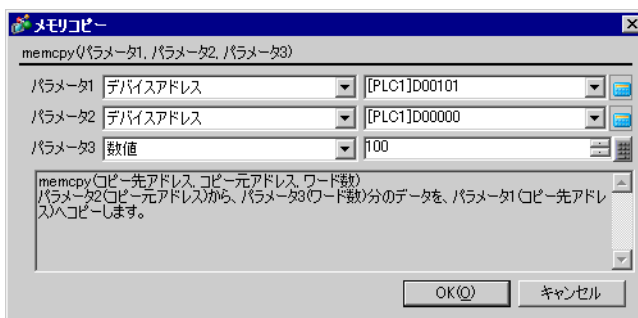 メモリコピー
memcpy(パラメータ1, パラメータ2, パラメータ3)
パラメータ1 デバイスアドレス [PLC1]D00101
パラメータ2 デバイスアドレス [PLC1]D00000
パラメータ3 数値 100
memcpy(コピー先アドレス, コピー元アドレス, ワード数)
パラメータ2(コピー元アドレス)から、パラメータ3(ワード数)分のデータを、パラメータ1(コピー先アドレ
ス)へコピーします。
OK(O) キャンセル